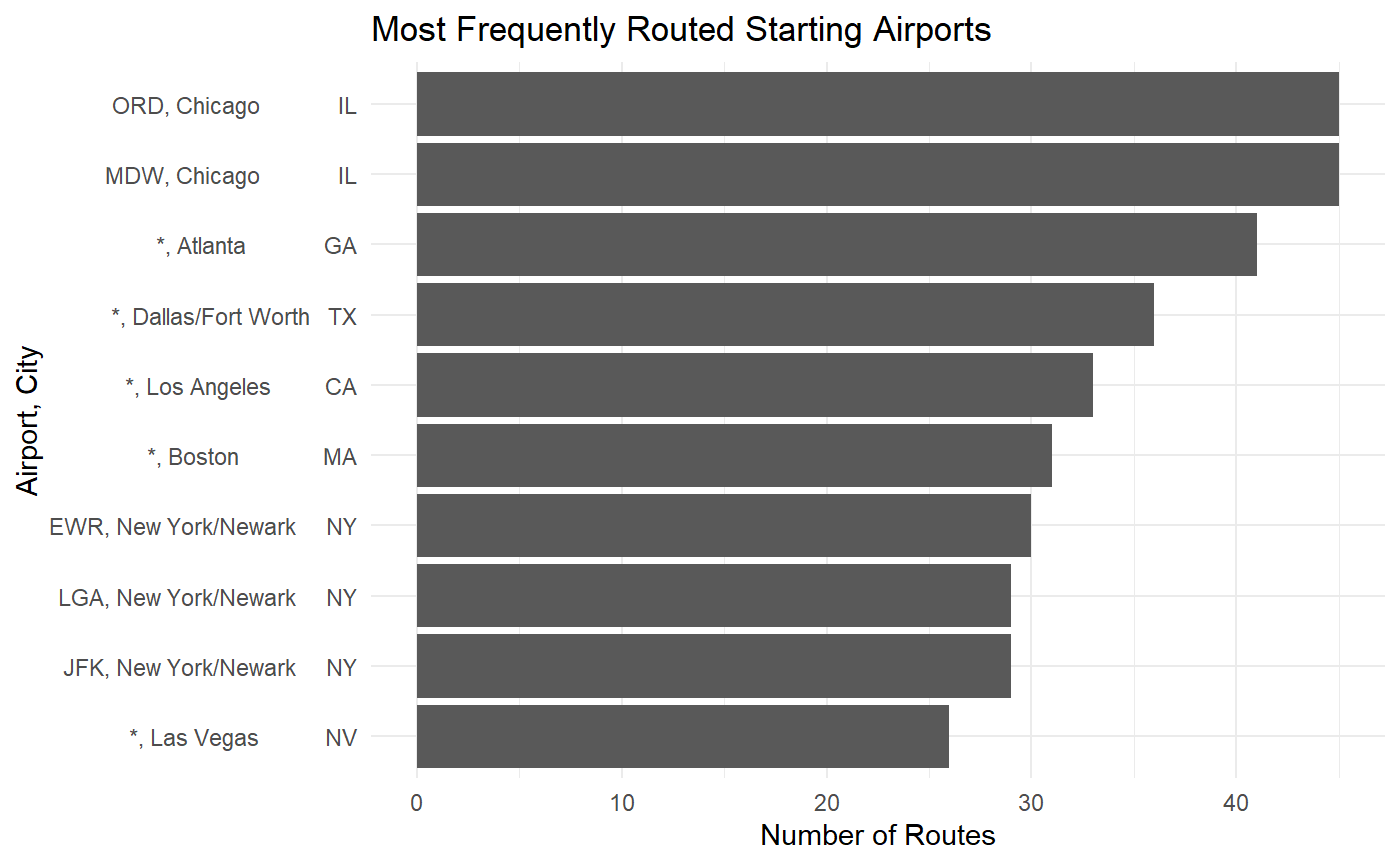 Most Frequently Routed Starting Airports
ORD, Chicago IL
MDW, Chicago IL
*, Atlanta GA
*, Dallas/Fort Worth TX
*, Los Angeles CA
*, Boston MA
EWR, New York/Newark NY
LGA, New York/Newark NY
JFK, New York/Newark NY
*, Las Vegas NV
Airport, City
0 10 20 30 40
Number of Routes